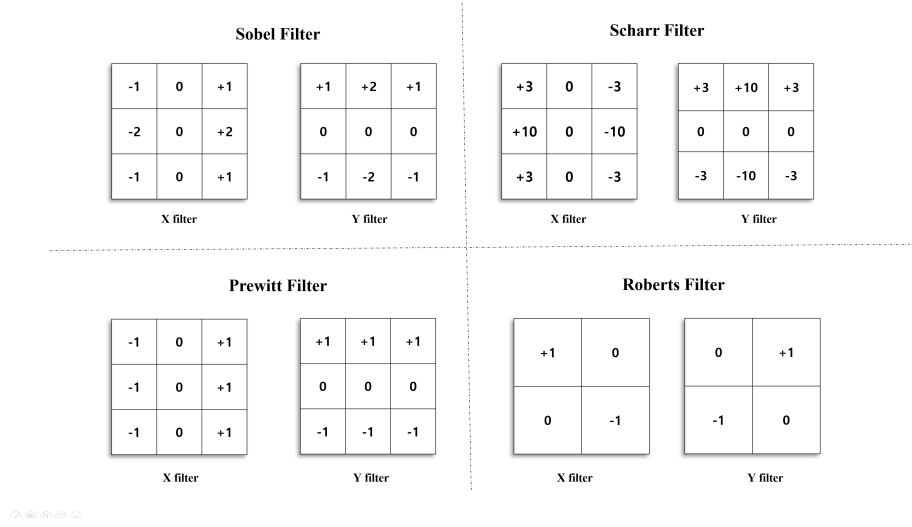 Sobel Filter
-1 0 +1
-2 0 +2
-1 0 +1
X filter
+1 +2 +1
0 0 0
-1 -2 -1
Y filter
Scharr Filter
+3 0 -3
+10 0 -10
+3 0 -3
X filter
+3 +10 +3
0 0 0
-3 -10 -3
Y filter
Prewitt Filter
-1 0 +1
-1 0 +1
-1 0 +1
X filter
+1 +1 +1
0 0 0
-1 -1 -1
Y filter
Roberts Filter
+1 0
0 -1
X filter
0 +1
-1 0
Y filter